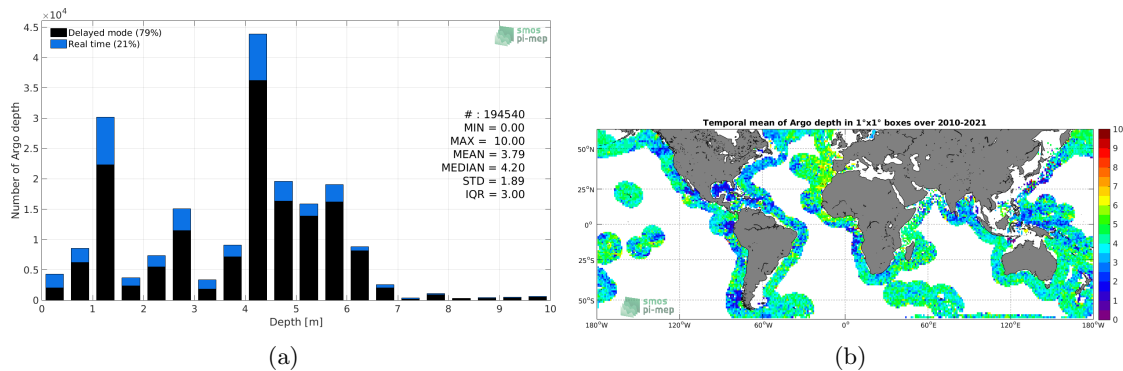 ×10⁴
4.5
4
3.5
3
2.5
2
1.5
1
0.5
0
Number of Argo depth
Delayed mode (79%)
Real time (21%)
smos
pi-mep
# : 194540
MIN = 0.00
MAX = 10.00
MEAN = 3.79
MEDIAN = 4.20
STD = 1.89
IQR = 3.00
0 1 2 3 4 5 6 7 8 9 10
Depth [m]
(a)
Temporal mean of Argo depth in 1°x1° boxes over 2010-2021
50°N
25°N
0°
25°S
50°S
180°W 120°W 60°W 0° 60°E 120°E 180°W
smos
pi-mep
10
9
8
7
6
5
4
3
2
1
0
(b)